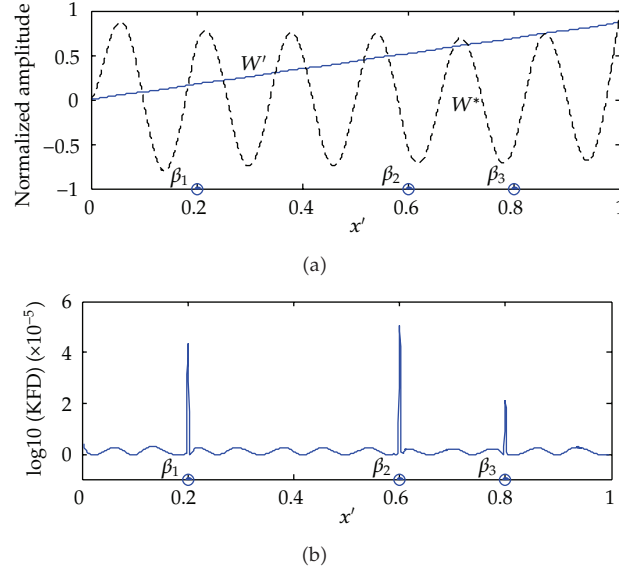 1
0.5
0
−0.5
−1
Normalized amplitude
W′
W*
β1
β2
β3
0
0.2
0.4
0.6
0.8
1
x′
(a)
6
4
2
0
log10 (KFD) (×10⁻⁵)
β1
β2
β3
0
0.2
0.4
0.6
0.8
1
x′
(b)